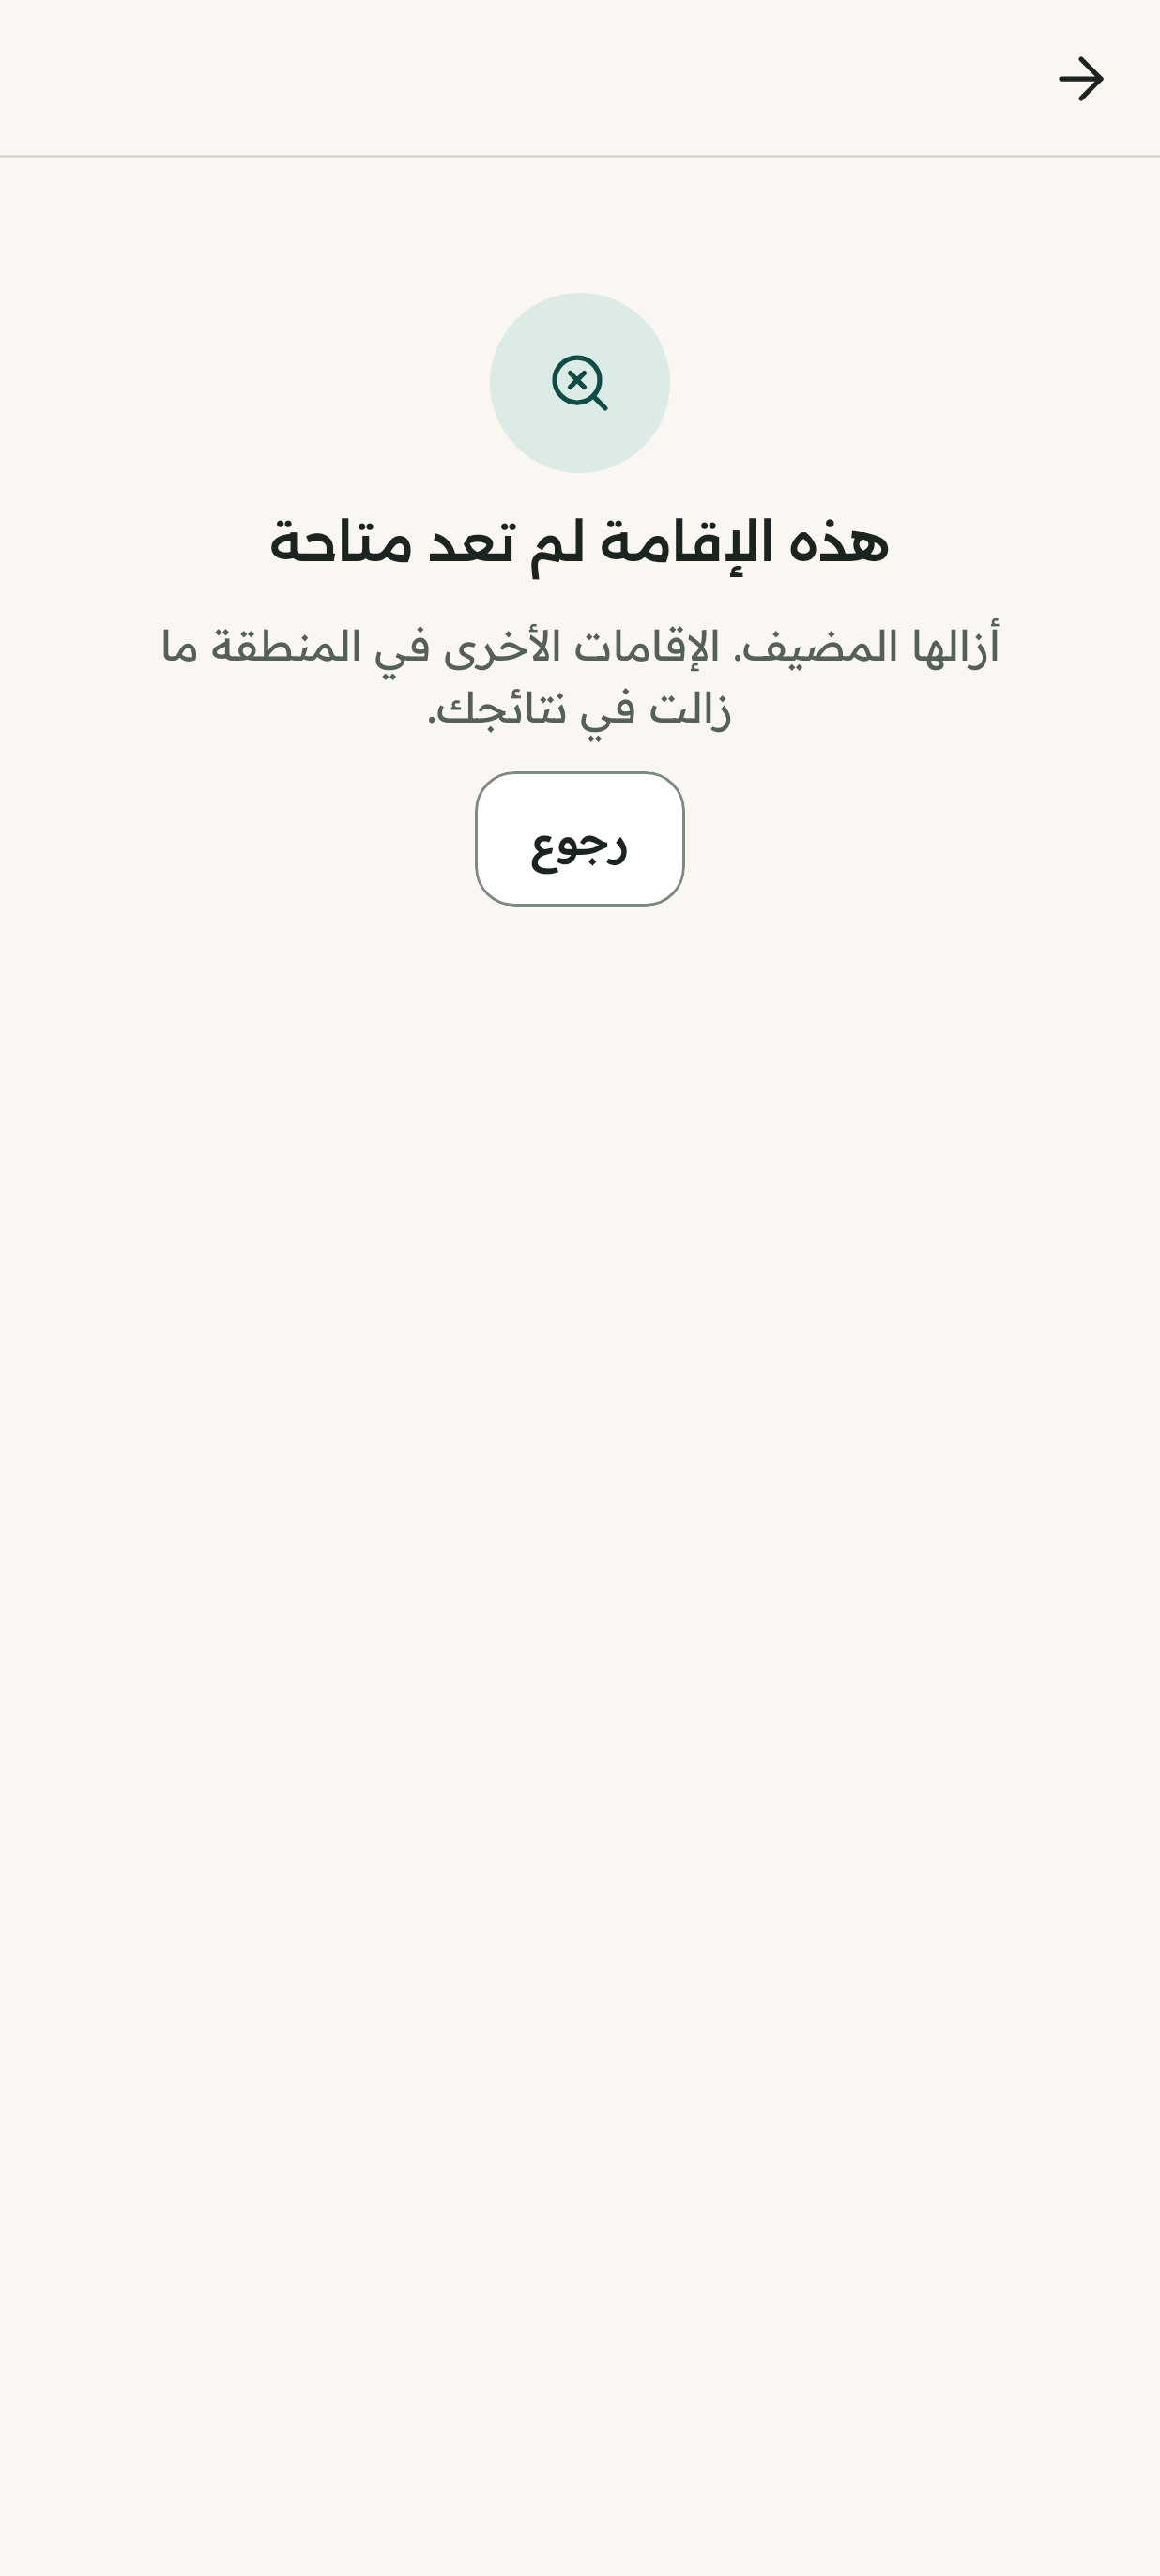 هذه الإقامة لم تعد متاحة
أزالها المضيف. الإقامات الأخرى في المنطقة ما
زالت في نتائجك.
رجوع